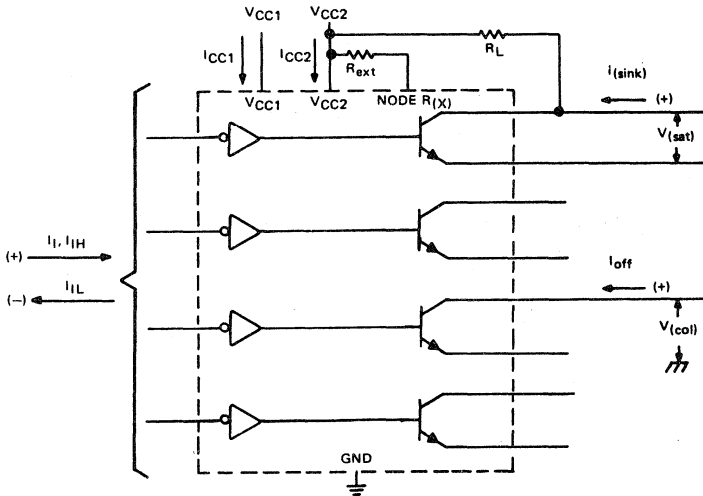 VCC1
VCC2
ICC1
ICC2
Rext
RL
VCC1
VCC2
NODE R(X)
i(sink)
(+)
V(sat)
(+)
II, IIH
(−)
IIL
Ioff
(+)
V(col)
GND